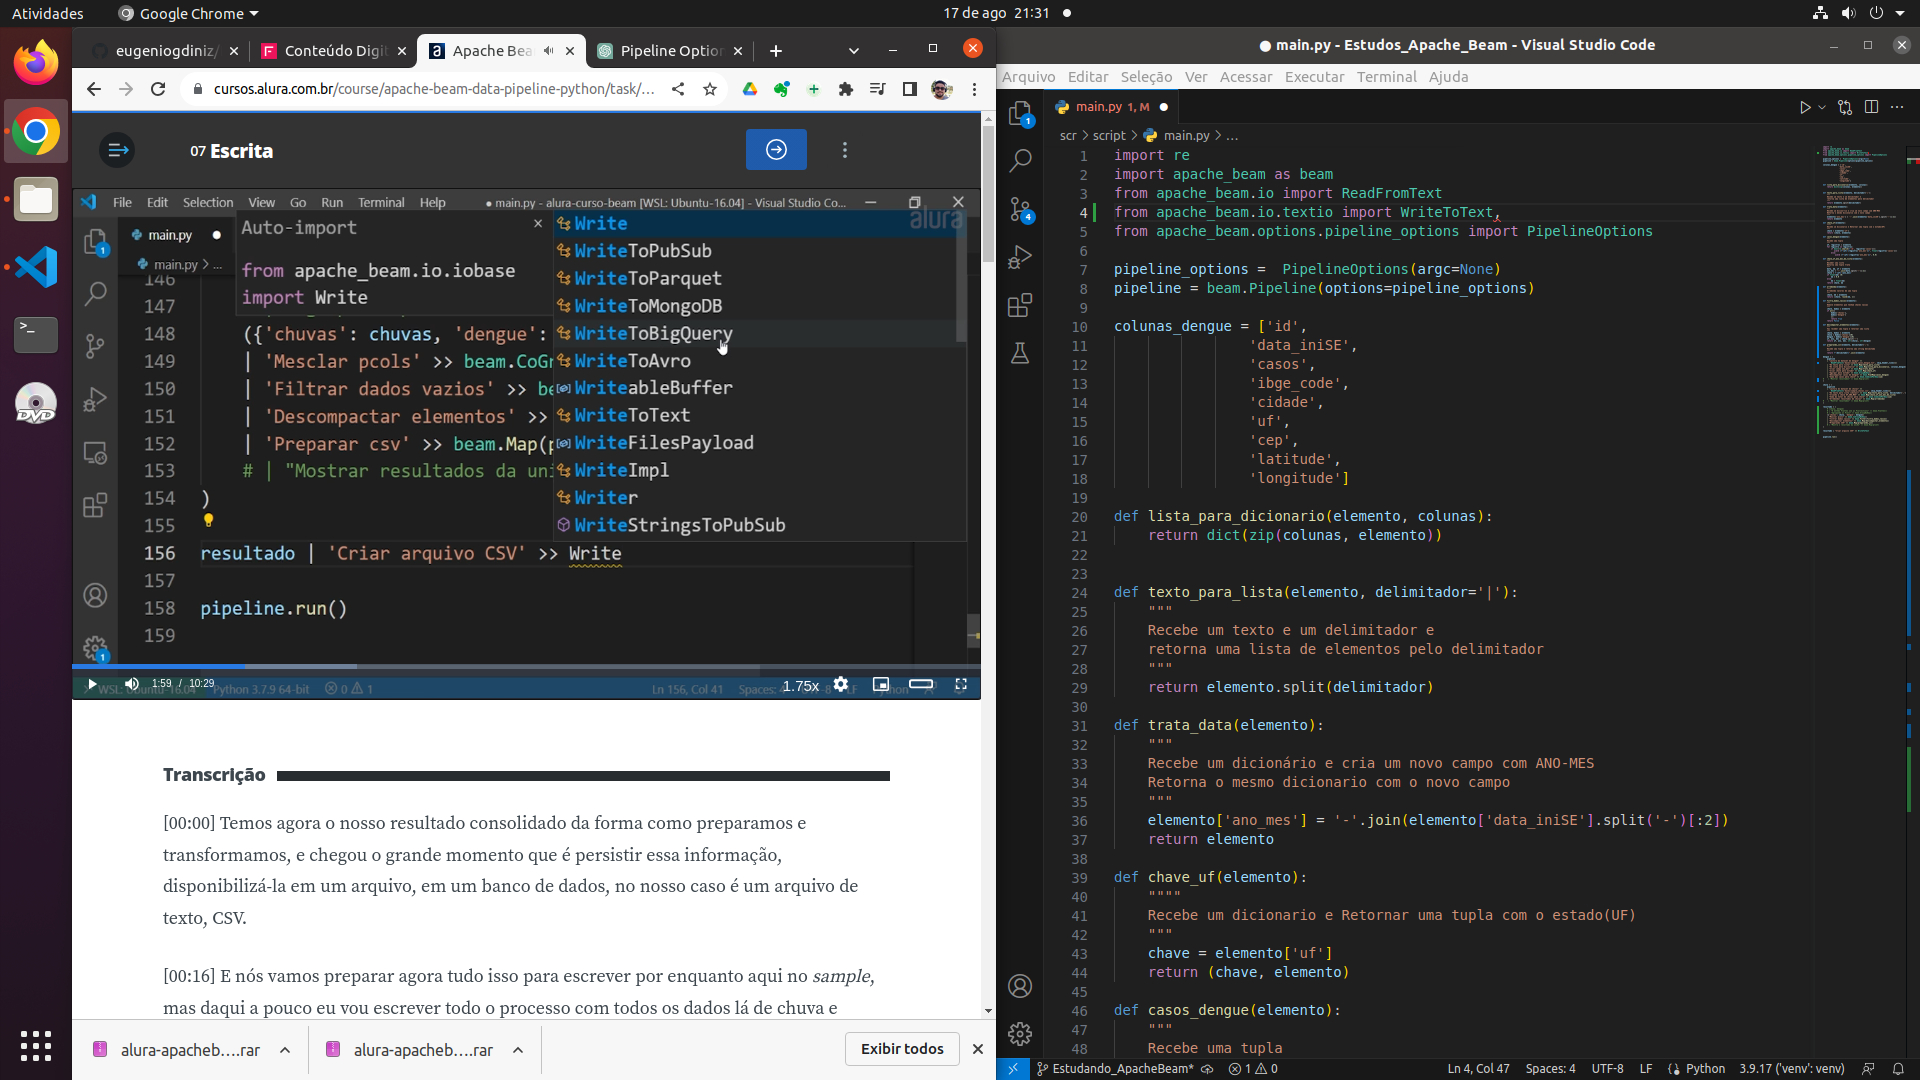 Atividades
Google Chrome
17 de ago 21:31
eugeniogdiniz/
Conteúdo Digit
Apache Bea
Pipeline Option
cursos.alura.com.br/course/apache-beam-data-pipeline-python/task/...
07 Escrita
File Edit Selection View Go Run Terminal Help
● main.py - alura-curso-beam [WSL: Ubuntu-16.04] - Visual Studio Co...
alura
main.py
main.py > ...
Auto-import
from apache_beam.io.iobase
import Write
Write
WriteToPubSub
WriteToParquet
WriteToMongoDB
WriteToBigQuery
WriteToAvro
WriteableBuffer
WriteToText
WriteFilesPayload
WriteImpl
Writer
WriteStringsToPubSub
146
147
148 ({'chuvas': chuvas, 'dengue':
149 | 'Mesclar pcols' >> beam.CoGr
150 | 'Filtrar dados vazios' >> be
151 | 'Descompactar elementos' >>
152 | 'Preparar csv' >> beam.Map(p
153 # | "Mostrar resultados da uni
154 )
155
156 resultado | 'Criar arquivo CSV' >> Write
157
158 pipeline.run()
159
1:59 / 10:29
1.75x
WSL: Ubuntu-16.04 Python 3.7.9 64-bit 0 1
Ln 156, Col 41
Transcrição
[00:00] Temos agora o nosso resultado consolidado da forma como preparamos e
transformamos, e chegou o grande momento que é persistir essa informação,
disponibilizá-la em um arquivo, em um banco de dados, no nosso caso é um arquivo de
texto, CSV.
[00:16] E nós vamos preparar agora tudo isso para escrever por enquanto aqui no sample,
mas daqui a pouco eu vou escrever todo o processo com todos os dados lá de chuva e
alura-apacheb....rar
alura-apacheb....rar
Exibir todos
● main.py - Estudos_Apache_Beam - Visual Studio Code
Arquivo Editar Seleção Ver Acessar Executar Terminal Ajuda
main.py 1, M
scr > script > main.py > ...
1 import re
2 import apache_beam as beam
3 from apache_beam.io import ReadFromText
4 from apache_beam.io.textio import WriteToText,
5 from apache_beam.options.pipeline_options import PipelineOptions
6
7 pipeline_options =  PipelineOptions(argc=None)
8 pipeline = beam.Pipeline(options=pipeline_options)
9
10 colunas_dengue = ['id',
11 'data_iniSE',
12 'casos',
13 'ibge_code',
14 'cidade',
15 'uf',
16 'cep',
17 'latitude',
18 'longitude']
19
20 def lista_para_dicionario(elemento, colunas):
21 return dict(zip(colunas, elemento))
22
23
24 def texto_para_lista(elemento, delimitador='|'):
25 """
26 Recebe um texto e um delimitador e
27 retorna uma lista de elementos pelo delimitador
28 """
29 return elemento.split(delimitador)
30
31 def trata_data(elemento):
32 """
33 Recebe um dicionário e cria um novo campo com ANO-MES
34 Retorna o mesmo dicionario com o novo campo
35 """
36 elemento['ano_mes'] = '-'.join(elemento['data_iniSE'].split('-')[:2])
37 return elemento
38
39 def chave_uf(elemento):
40 """"
41 Recebe um dicionario e Retornar uma tupla com o estado(UF)
42 """
43 chave = elemento['uf']
44 return (chave, elemento)
45
46 def casos_dengue(elemento):
47 """
48 Recebe uma tupla
Estudando_ApacheBeam* 1 0
Ln 4, Col 47 Spaces: 4 UTF-8 LF Python 3.9.17 ('venv': venv)